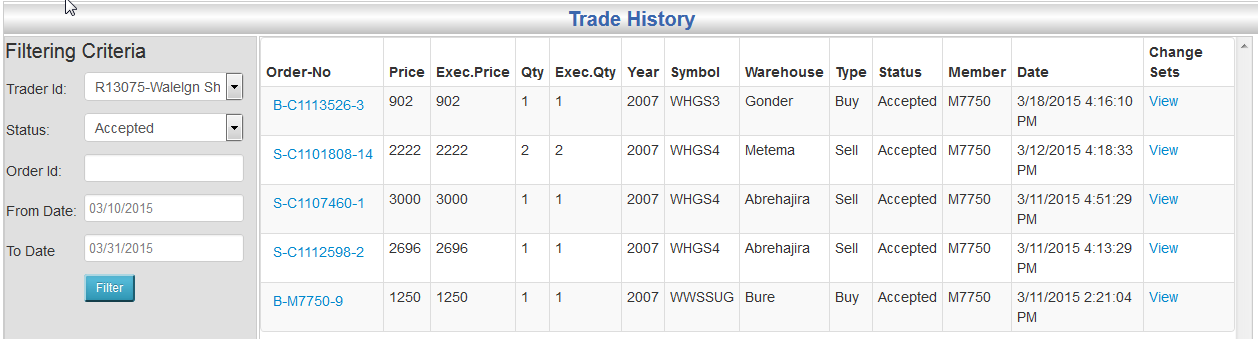 Trade History
Filtering Criteria
Trader Id: R13075-Walelgn Sh
Status: Accepted
Order Id:
From Date: 03/10/2015
To Date 03/31/2015
Filter
Order-No Price Exec.Price Qty Exec.Qty Year Symbol Warehouse Type Status Member Date Change Sets
B-C1113526-3 902 902 1 1 2007 WHGS3 Gonder Buy Accepted M7750 3/18/2015 4:16:10 PM View
S-C1101808-14 2222 2222 2 2 2007 WHGS4 Metema Sell Accepted M7750 3/12/2015 4:18:33 PM View
S-C1107460-1 3000 3000 1 1 2007 WHGS4 Abrehajira Sell Accepted M7750 3/11/2015 4:51:29 PM View
S-C1112598-2 2696 2696 1 1 2007 WHGS4 Abrehajira Sell Accepted M7750 3/11/2015 4:13:29 PM View
B-M7750-9 1250 1250 1 1 2007 WWSSUG Bure Buy Accepted M7750 3/11/2015 2:21:04 PM View